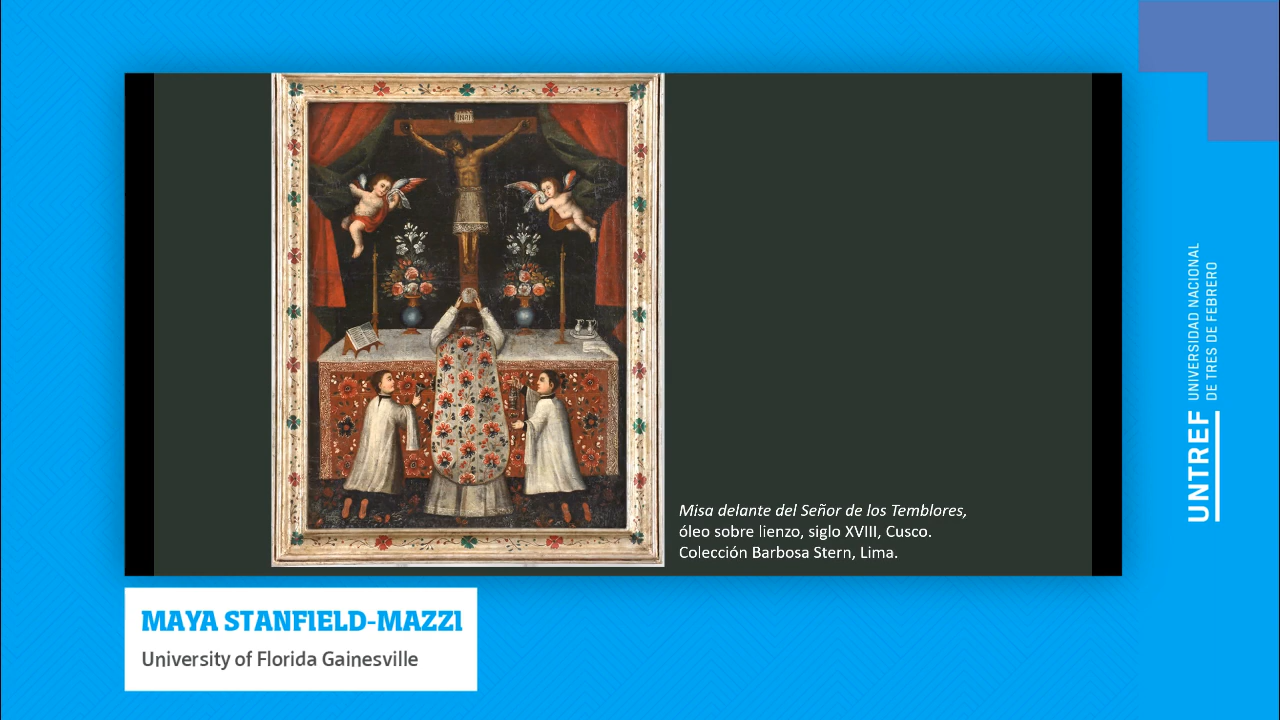 INRI
Misa delante del Señor de los Temblores,
óleo sobre lienzo, siglo XVIII, Cusco.
Colección Barbosa Stern, Lima.
MAYA STANFIELD-MAZZI
University of Florida Gainesville
UNTREF
UNIVERSIDAD NACIONAL
DE TRES DE FEBRERO